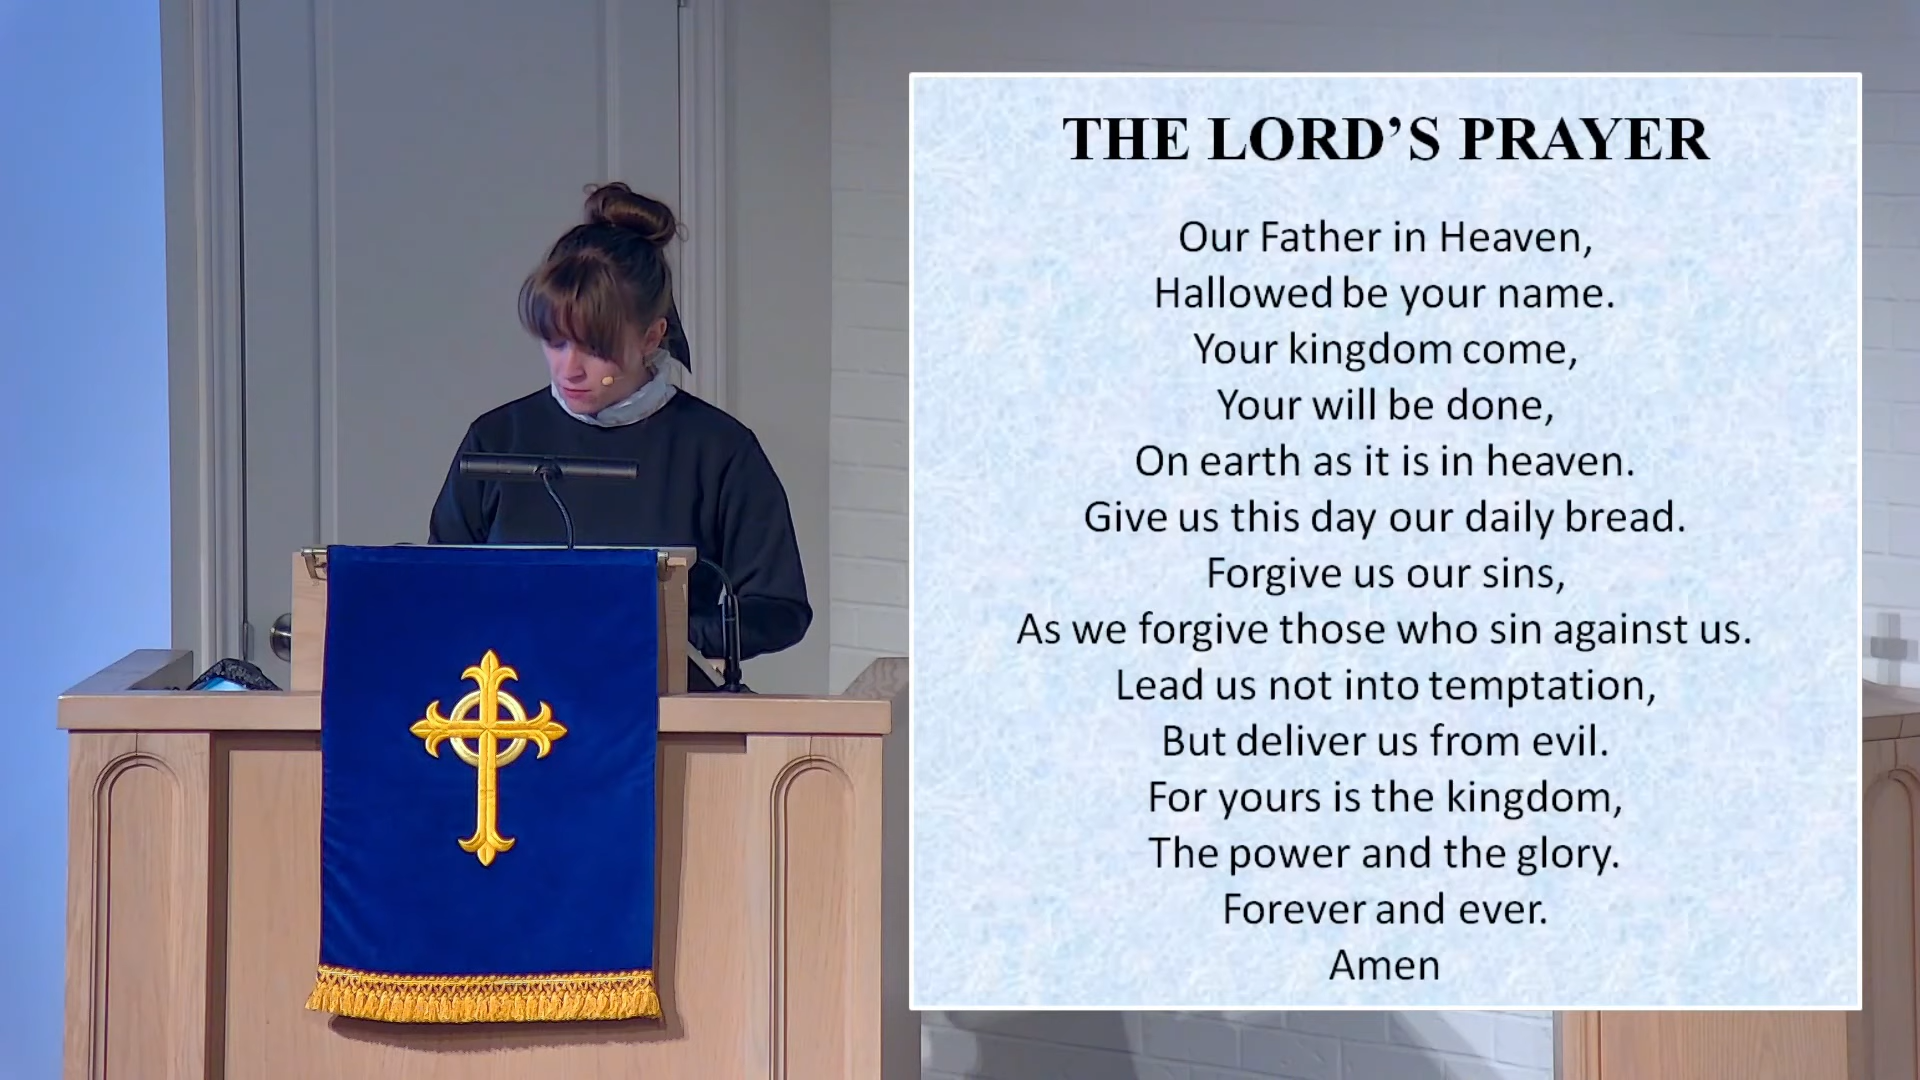 THE LORD’S PRAYER
Our Father in Heaven,
Hallowed be your name.
Your kingdom come,
Your will be done,
On earth as it is in heaven.
Give us this day our daily bread.
Forgive us our sins,
As we forgive those who sin against us.
Lead us not into temptation,
But deliver us from evil.
For yours is the kingdom,
The power and the glory.
Forever and ever.
Amen